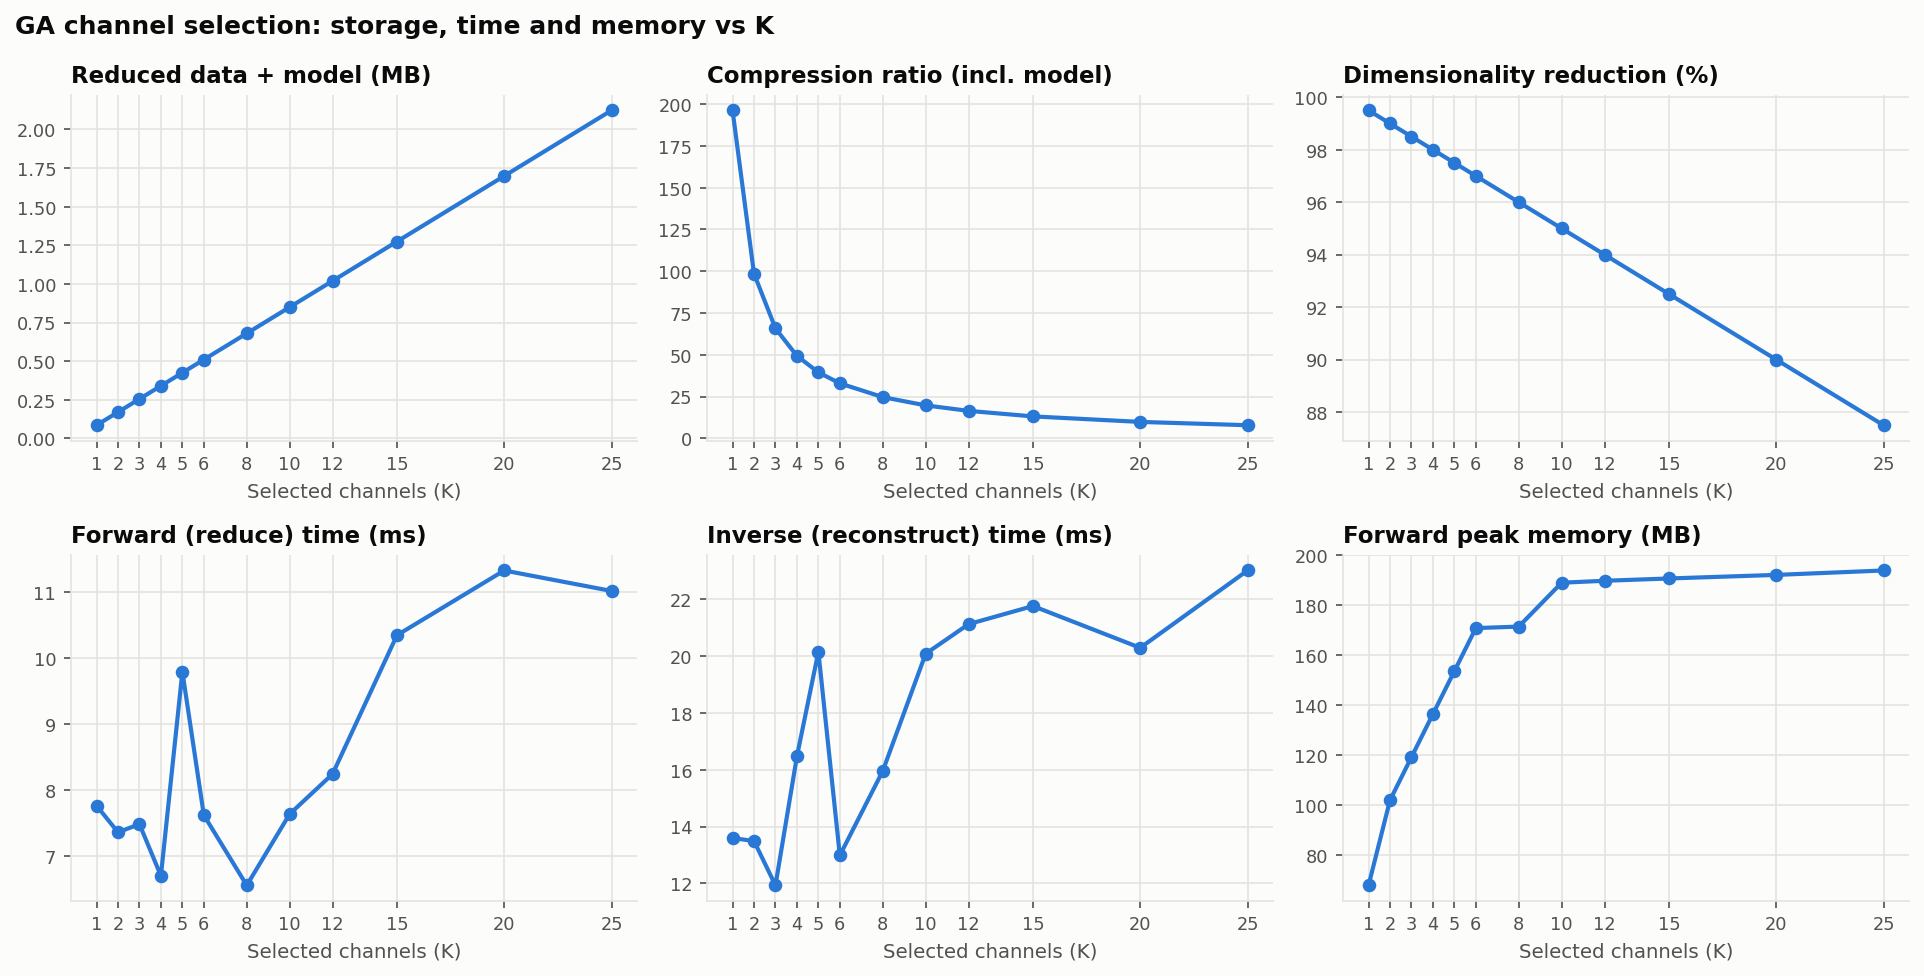 GA channel selection: storage, time and memory vs K
Reduced data + model (MB)
2.00
1.75
1.50
1.25
1.00
0.75
0.50
0.25
0.00
1 2 3 4 5 6 8 10 12 15 20 25
Selected channels (K)
Compression ratio (incl. model)
200
175
150
125
100
75
50
25
0
1 2 3 4 5 6 8 10 12 15 20 25
Selected channels (K)
Dimensionality reduction (%)
100
98
96
94
92
90
88
1 2 3 4 5 6 8 10 12 15 20 25
Selected channels (K)
Forward (reduce) time (ms)
11
10
9
8
7
1 2 3 4 5 6 8 10 12 15 20 25
Selected channels (K)
Inverse (reconstruct) time (ms)
22
20
18
16
14
12
1 2 3 4 5 6 8 10 12 15 20 25
Selected channels (K)
Forward peak memory (MB)
200
180
160
140
120
100
80
1 2 3 4 5 6 8 10 12 15 20 25
Selected channels (K)